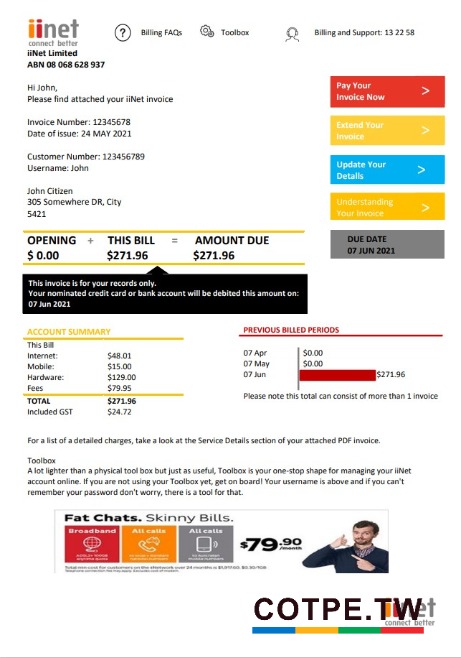 iinet
connect better
? Billing FAQs Toolbox Billing and Support: 13 22 58
iiNet Limited
ABN 08 068 628 937
Hi John,
Please find attached your iiNet invoice
Invoice Number: 12345678
Date of issue: 24 MAY 2021
Customer Number: 123456789
Username: John
John Citizen
305 Somewhere DR, City
5421
Pay Your
Invoice Now >
Extend Your
Invoice >
Update Your
Details >
Understanding
Your Invoice >
OPENING + THIS BILL = AMOUNT DUE
$ 0.00 $271.96 $271.96
DUE DATE
07 JUN 2021
This invoice is for your records only.
Your nominated credit card or bank account will be debited this amount on:
07 Jun 2021
ACCOUNT SUMMARY
This Bill
Internet: $48.01
Mobile: $15.00
Hardware: $129.00
Fees $79.95
TOTAL $271.96
Included GST $24.72
PREVIOUS BILLED PERIODS
07 Apr $0.00
07 May $0.00
07 Jun $271.96
Please note this total can consist of more than 1 invoice
For a list of a detailed charges, take a look at the Service Details section of your attached PDF invoice.
Toolbox
A lot lighter than a physical tool box but just as useful, Toolbox is your one-stop shape for managing your iiNet
account online. If you are not using your Toolbox yet, get on board! Your username is above and if you can't
remember your password don't worry, there is a tool for that.
Fat Chats. Skinny Bills.
Broadband All calls All calls
$79.90
/month
COTPE.TW
iinet
connect better